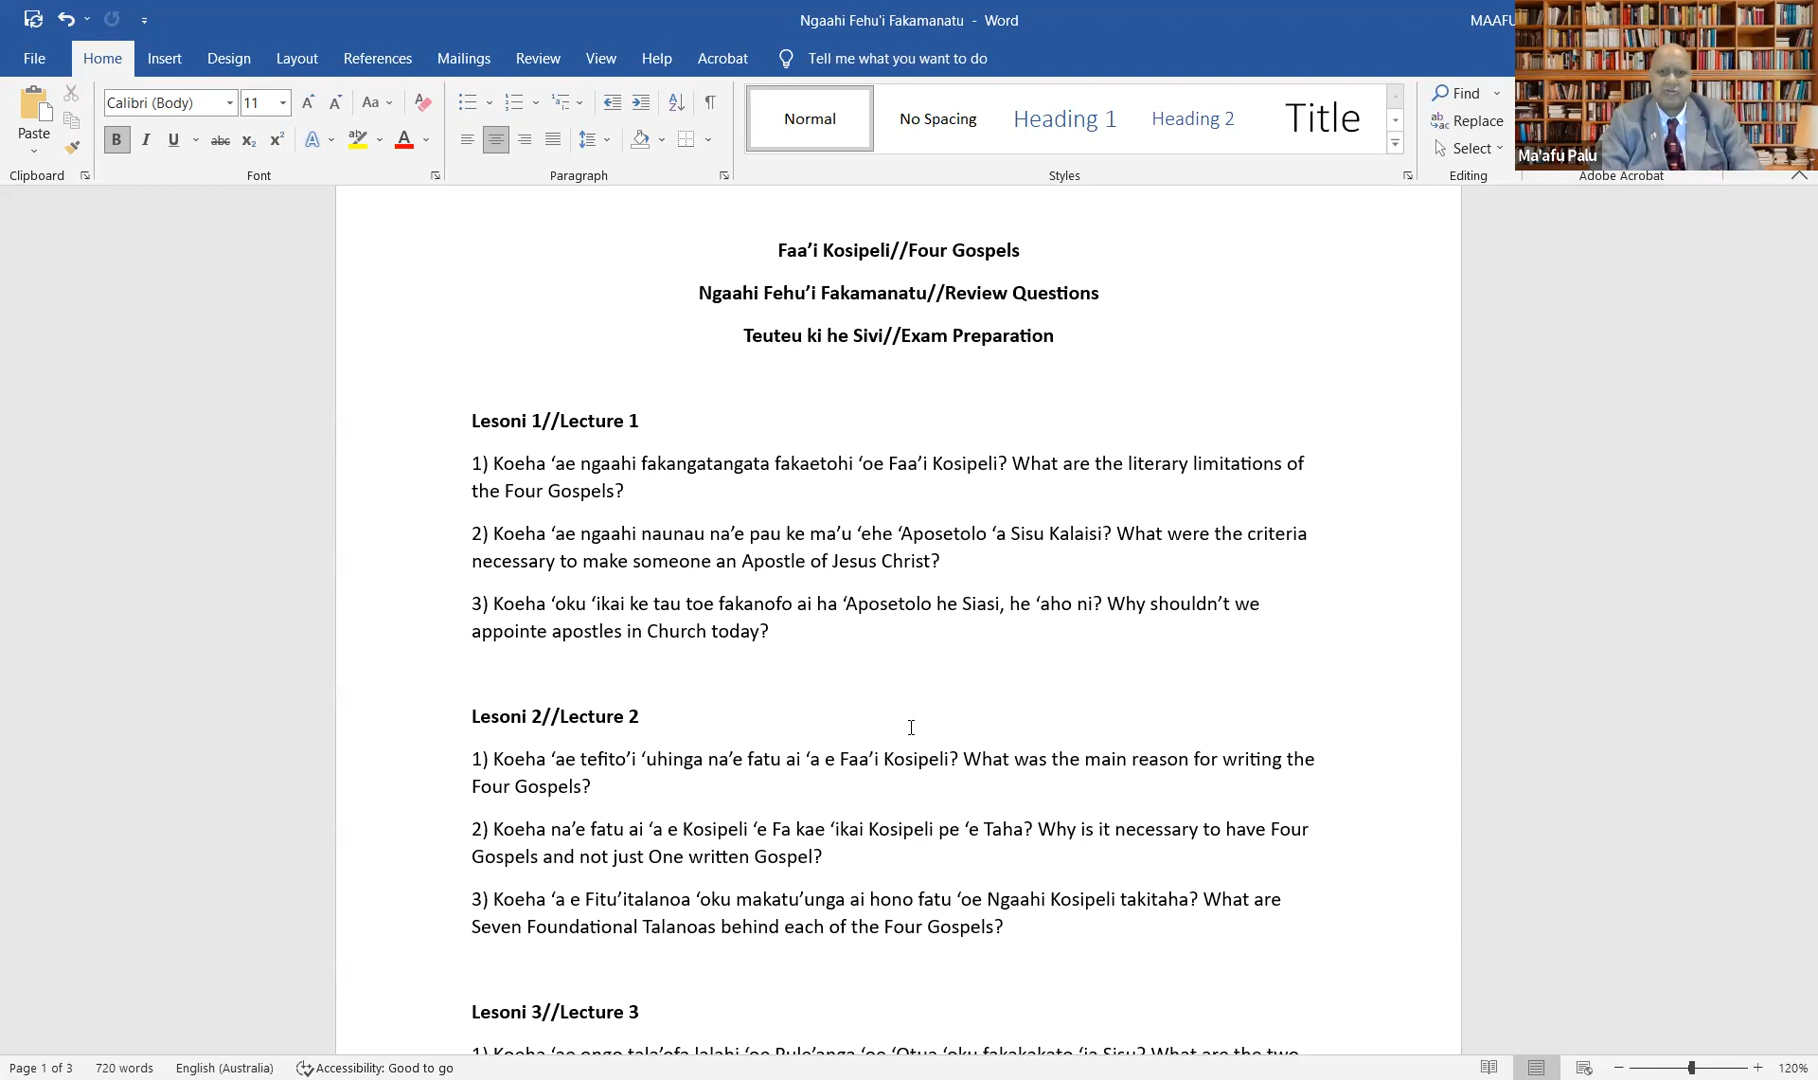 Ngaahi Fehu'i Fakamanatu - Word
MAAFU
File Home Insert Design Layout References Mailings Review View Help Acrobat Tell me what you want to do
Paste
Calibri (Body) 11
Aa
B I U abc x₂ x² A A
Normal
No Spacing
Heading 1
Heading 2
Title
Find
Replace
Select
Ma'afu Palu
Clipboard Font Paragraph Styles Editing Adobe Acrobat
Faa’i Kosipeli//Four Gospels
Ngaahi Fehu’i Fakamanatu//Review Questions
Teuteu ki he Sivi//Exam Preparation
Lesoni 1//Lecture 1
1) Koeha ‘ae ngaahi fakangatangata fakaetohi ‘oe Faa’i Kosipeli? What are the literary limitations of
the Four Gospels?
2) Koeha ‘ae ngaahi naunau na’e pau ke ma’u ‘ehe ‘Aposetolo ‘a Sisu Kalaisi? What were the criteria
necessary to make someone an Apostle of Jesus Christ?
3) Koeha ‘oku ‘ikai ke tau toe fakanofo ai ha ‘Aposetolo he Siasi, he ‘aho ni? Why shouldn’t we
appointe apostles in Church today?
Lesoni 2//Lecture 2
1) Koeha ‘ae tefito’i ‘uhinga na’e fatu ai ‘a e Faa’i Kosipeli? What was the main reason for writing the
Four Gospels?
2) Koeha na’e fatu ai ‘a e Kosipeli ‘e Fa kae ‘ikai Kosipeli pe ‘e Taha? Why is it necessary to have Four
Gospels and not just One written Gospel?
3) Koeha ‘a e Fitu’italanoa ‘oku makatu’unga ai hono fatu ‘oe Ngaahi Kosipeli takitaha? What are
Seven Foundational Talanoas behind each of the Four Gospels?
Lesoni 3//Lecture 3
1) Koeha ‘ae ongo tala’ofa lalahi ‘oe Pule’anga ‘oe ‘Otua ‘oku fakakakato ‘ia Sisu? What are the two
Page 1 of 3 720 words English (Australia) Accessibility: Good to go 120%